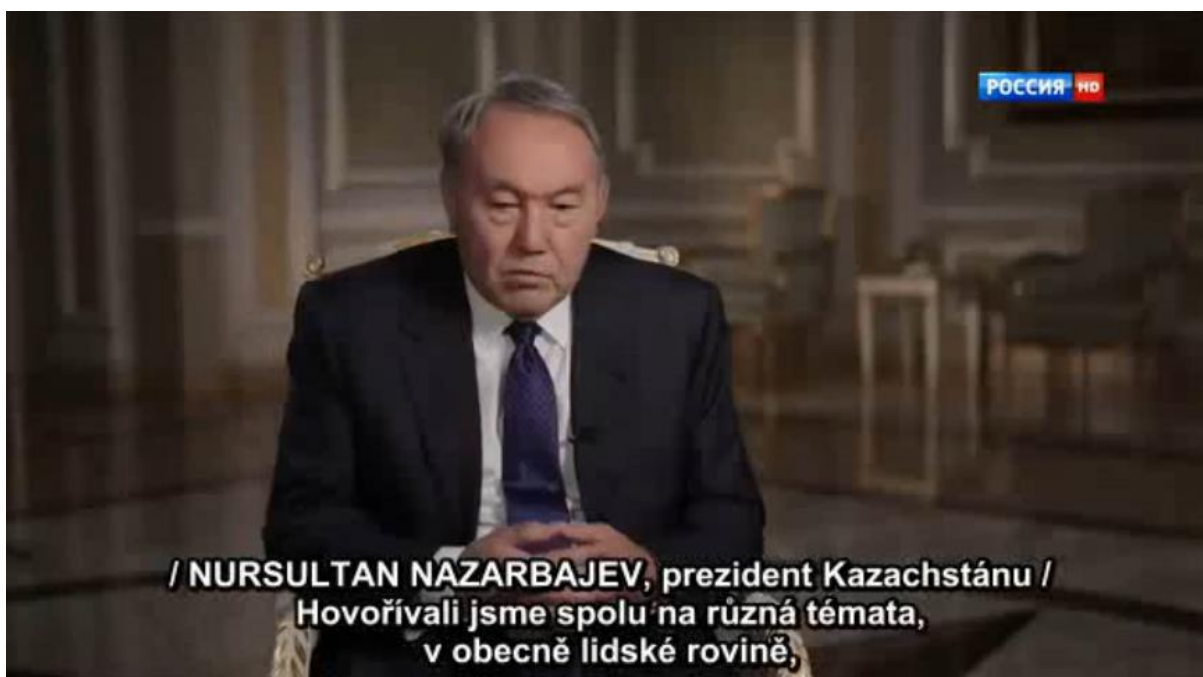 РОССИЯ HD
/ NURSULTAN NAZARBAJEV, prezident Kazachstánu /
Hovořívali jsme spolu na různá témata,
v obecně lidské rovině,